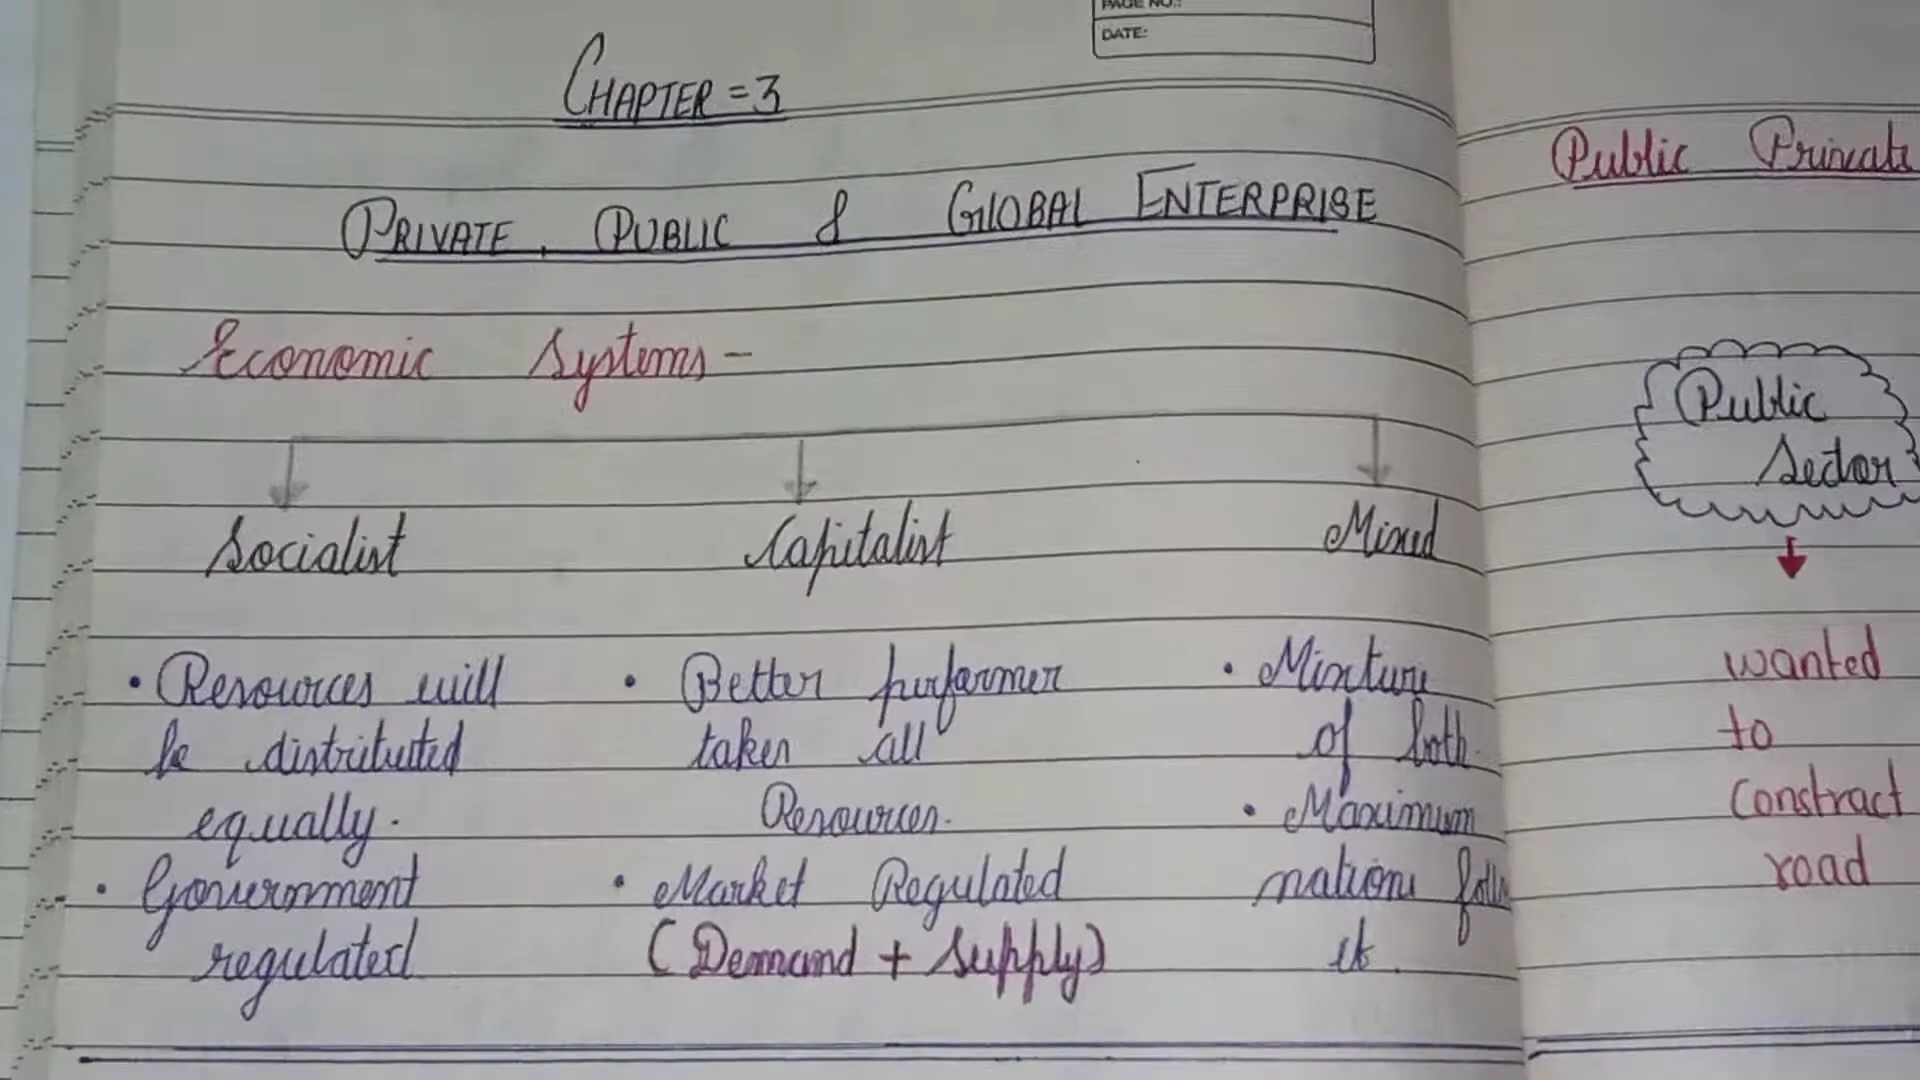 PAGE NO.:
DATE:
CHAPTER = 3
PRIVATE, PUBLIC & GLOBAL ENTERPRISE
Economic Systems -
Socialist
Capitalist
Mixed
• Resources will
be distributed
equally.
• Government
regulated
• Better performer
takes all
Resources.
• Market Regulated
(Demand + Supply)
• Mixture
of both.
• Maximum
nations follow
it.
Public Private
Public
Sector
wanted
to
Constract
road